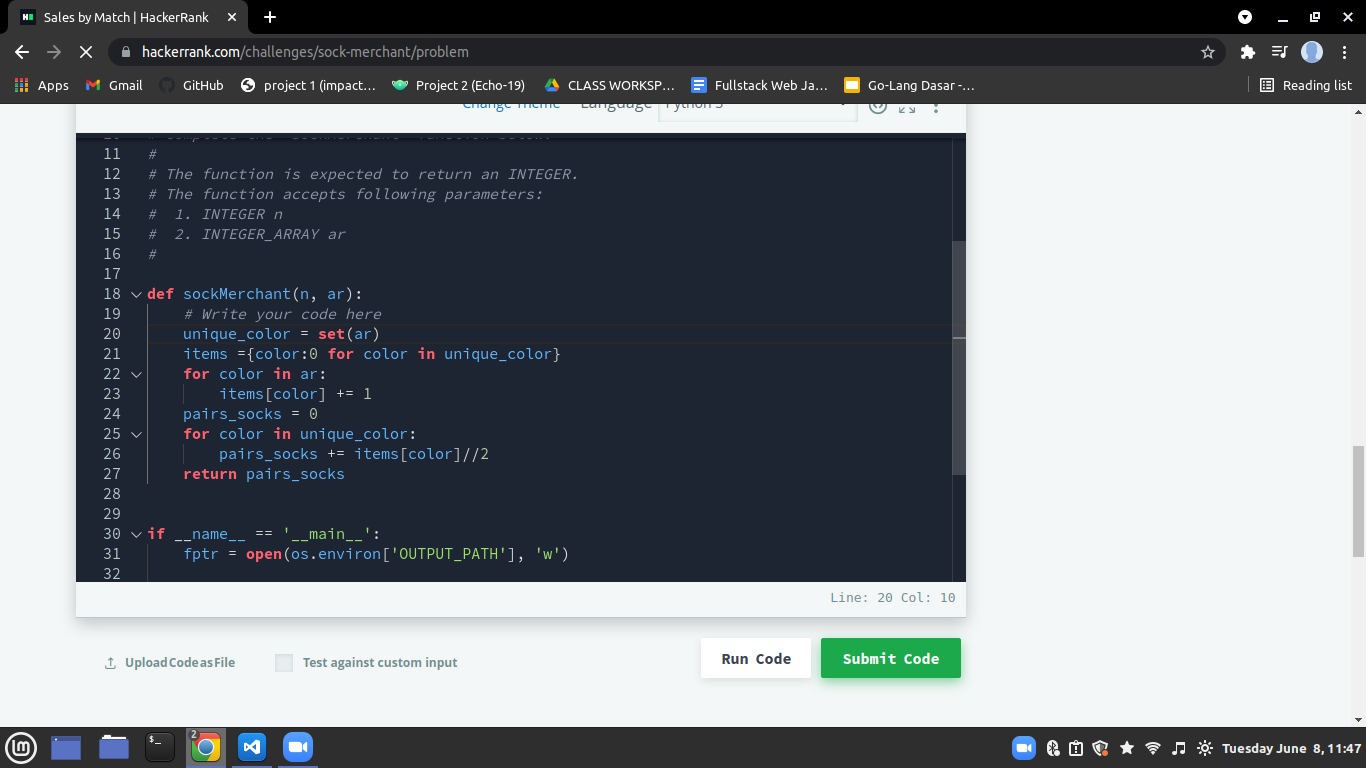 Sales by Match | HackerRank
hackerrank.com/challenges/sock-merchant/problem
Apps Gmail GitHub project 1 (impact... Project 2 (Echo-19) CLASS WORKSP... Fullstack Web Ja... Go-Lang Dasar -... Reading list
Change Theme Language Python 3
11 #
12 # The function is expected to return an INTEGER.
13 # The function accepts following parameters:
14 #  1. INTEGER n
15 #  2. INTEGER_ARRAY ar
16 #
17
18 def sockMerchant(n, ar):
19     # Write your code here
20     unique_color = set(ar)
21     items ={color:0 for color in unique_color}
22     for color in ar:
23         items[color] += 1
24     pairs_socks = 0
25     for color in unique_color:
26         pairs_socks += items[color]//2
27     return pairs_socks
28
29
30 if __name__ == '__main__':
31     fptr = open(os.environ['OUTPUT_PATH'], 'w')
32
Line: 20 Col: 10
Upload Code as File Test against custom input Run Code Submit Code
2
Tuesday June 8, 11:47